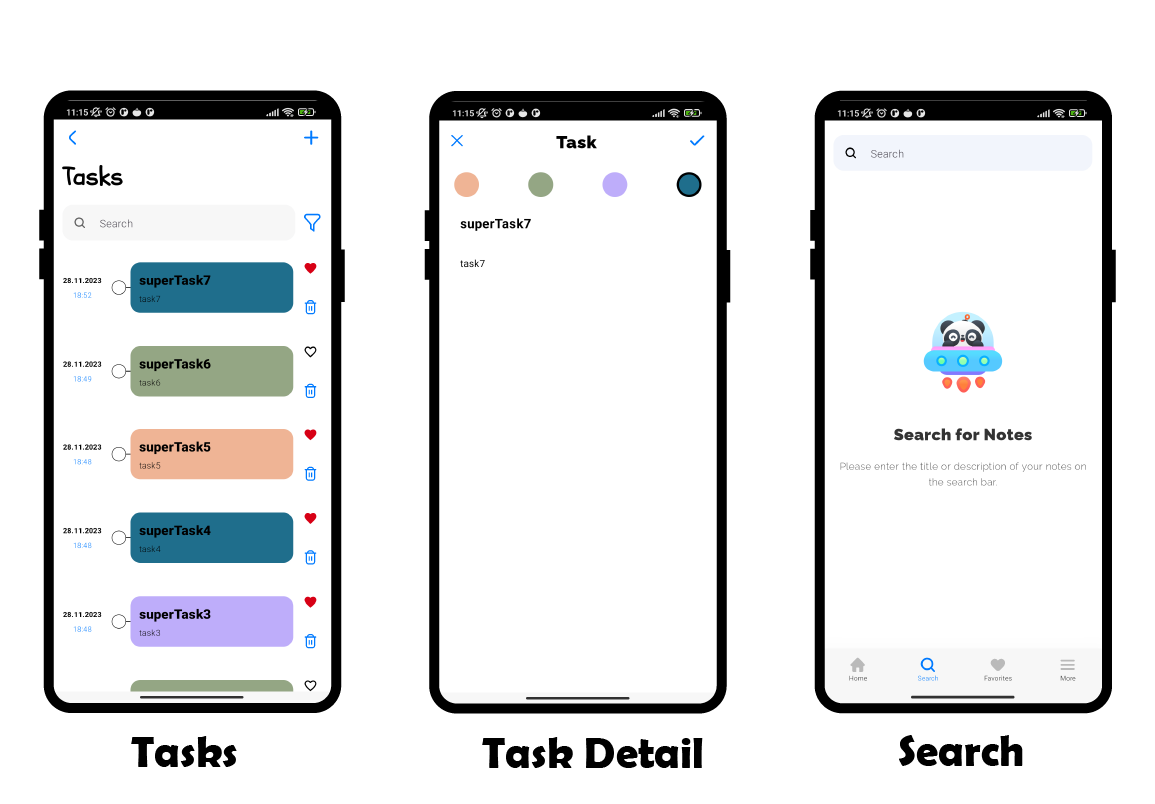 11:15
Tasks
Search
28.11.2023
18:52
superTask7
task7
28.11.2023
18:49
superTask6
task6
28.11.2023
18:48
superTask5
task5
28.11.2023
18:48
superTask4
task4
28.11.2023
18:48
superTask3
task3
Tasks
11:15
Task
superTask7
task7
Task Detail
11:15
Search
Search for Notes
Please enter the title or description of your notes on
the search bar.
Home
Search
Favorites
More
Search